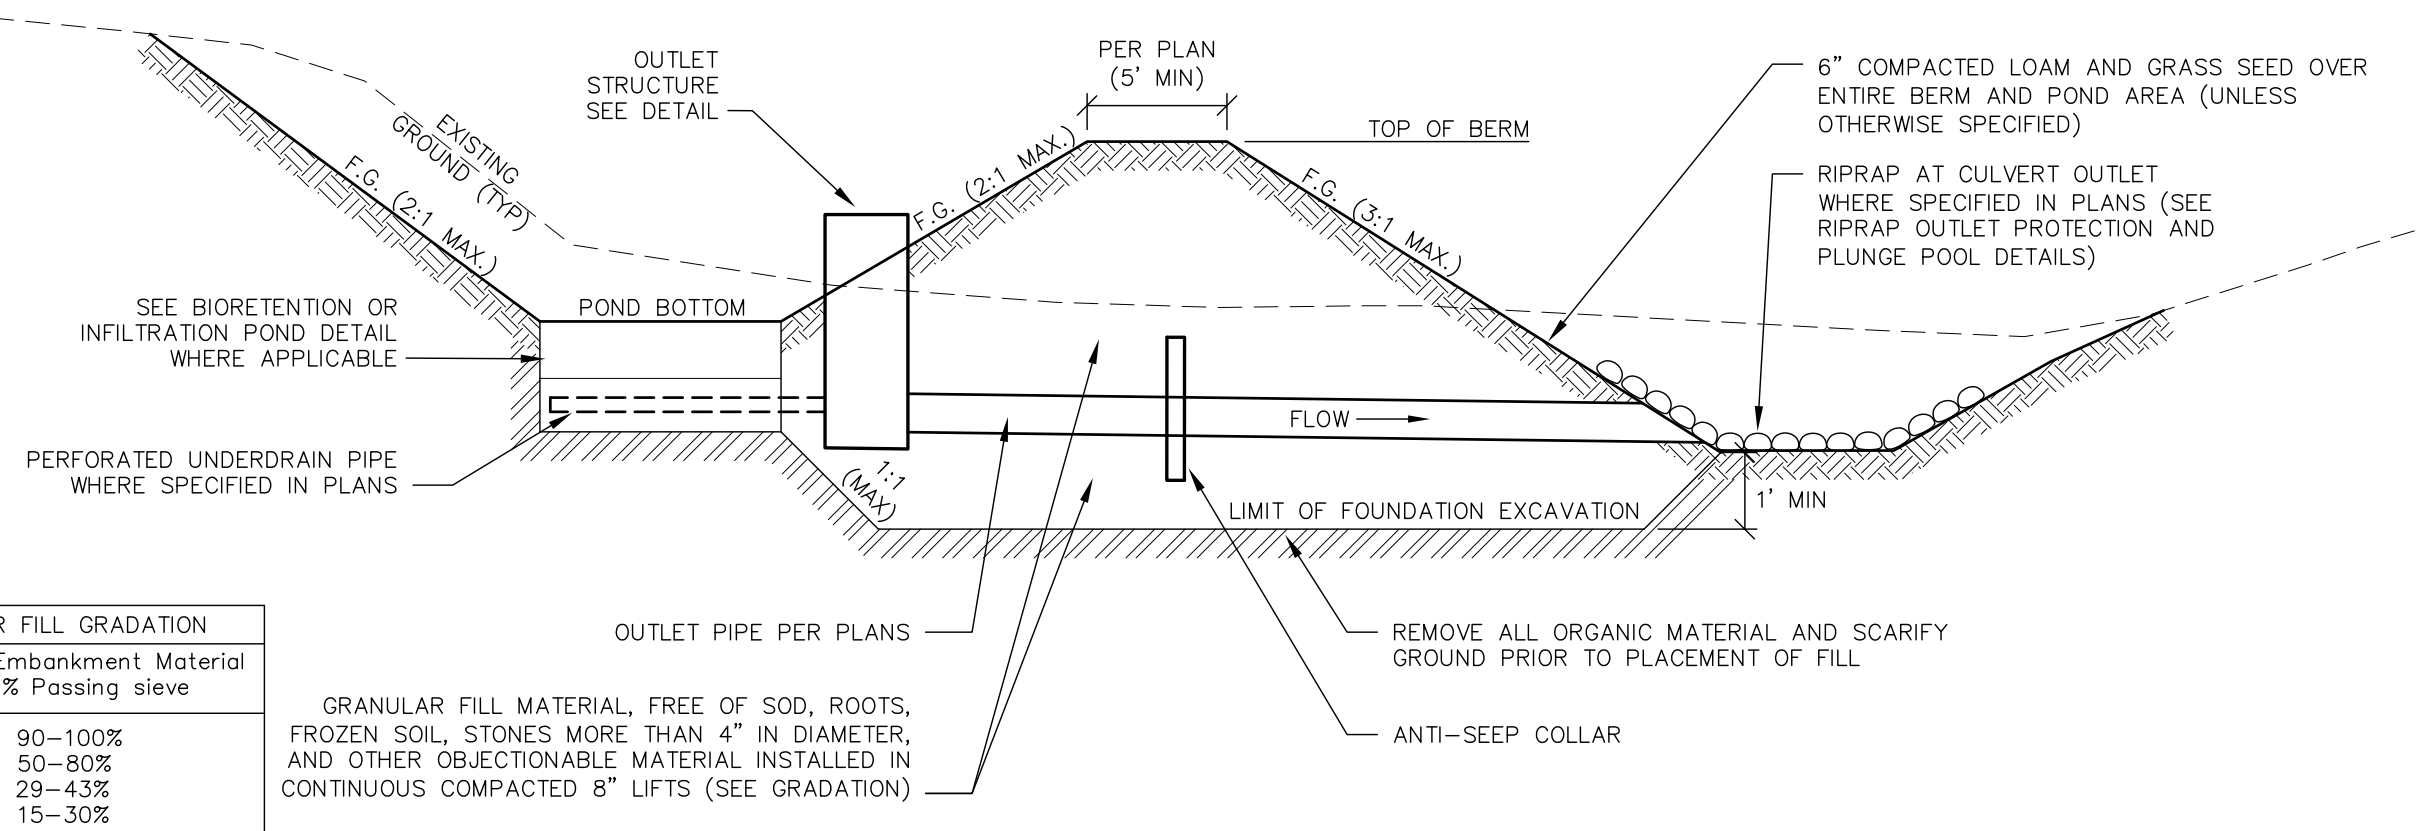 OUTLET
STRUCTURE
SEE DETAIL
PER PLAN
(5' MIN)
TOP OF BERM
6" COMPACTED LOAM AND GRASS SEED OVER
ENTIRE BERM AND POND AREA (UNLESS
OTHERWISE SPECIFIED)
RIPRAP AT CULVERT OUTLET
WHERE SPECIFIED IN PLANS (SEE
RIPRAP OUTLET PROTECTION AND
PLUNGE POOL DETAILS)
EXISTING
GROUND (TYP)
F.G. (2:1 MAX.)
F.G. (2:1 MAX.)
F.G. (3:1 MAX.)
SEE BIORETENTION OR
INFILTRATION POND DETAIL
WHERE APPLICABLE
POND BOTTOM
FLOW
PERFORATED UNDERDRAIN PIPE
WHERE SPECIFIED IN PLANS
1:1
(MAX)
LIMIT OF FOUNDATION EXCAVATION
1' MIN
OUTLET PIPE PER PLANS
REMOVE ALL ORGANIC MATERIAL AND SCARIFY
GROUND PRIOR TO PLACEMENT OF FILL
GRANULAR FILL MATERIAL, FREE OF SOD, ROOTS,
FROZEN SOIL, STONES MORE THAN 4" IN DIAMETER,
AND OTHER OBJECTIONABLE MATERIAL INSTALLED IN
CONTINUOUS COMPACTED 8" LIFTS (SEE GRADATION)
ANTI-SEEP COLLAR
R FILL GRADATION
Embankment Material
% Passing sieve
90-100%
50-80%
29-43%
15-30%